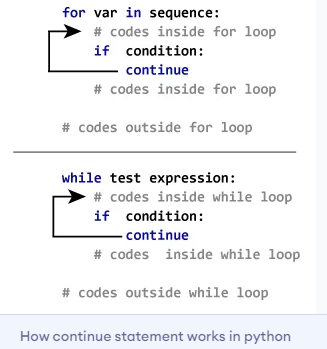 for var in sequence:
# codes inside for loop
if condition:
continue
# codes inside for loop
# codes outside for loop
while test expression:
# codes inside while loop
if condition:
continue
# codes inside while loop
# codes outside while loop
How continue statement works in python